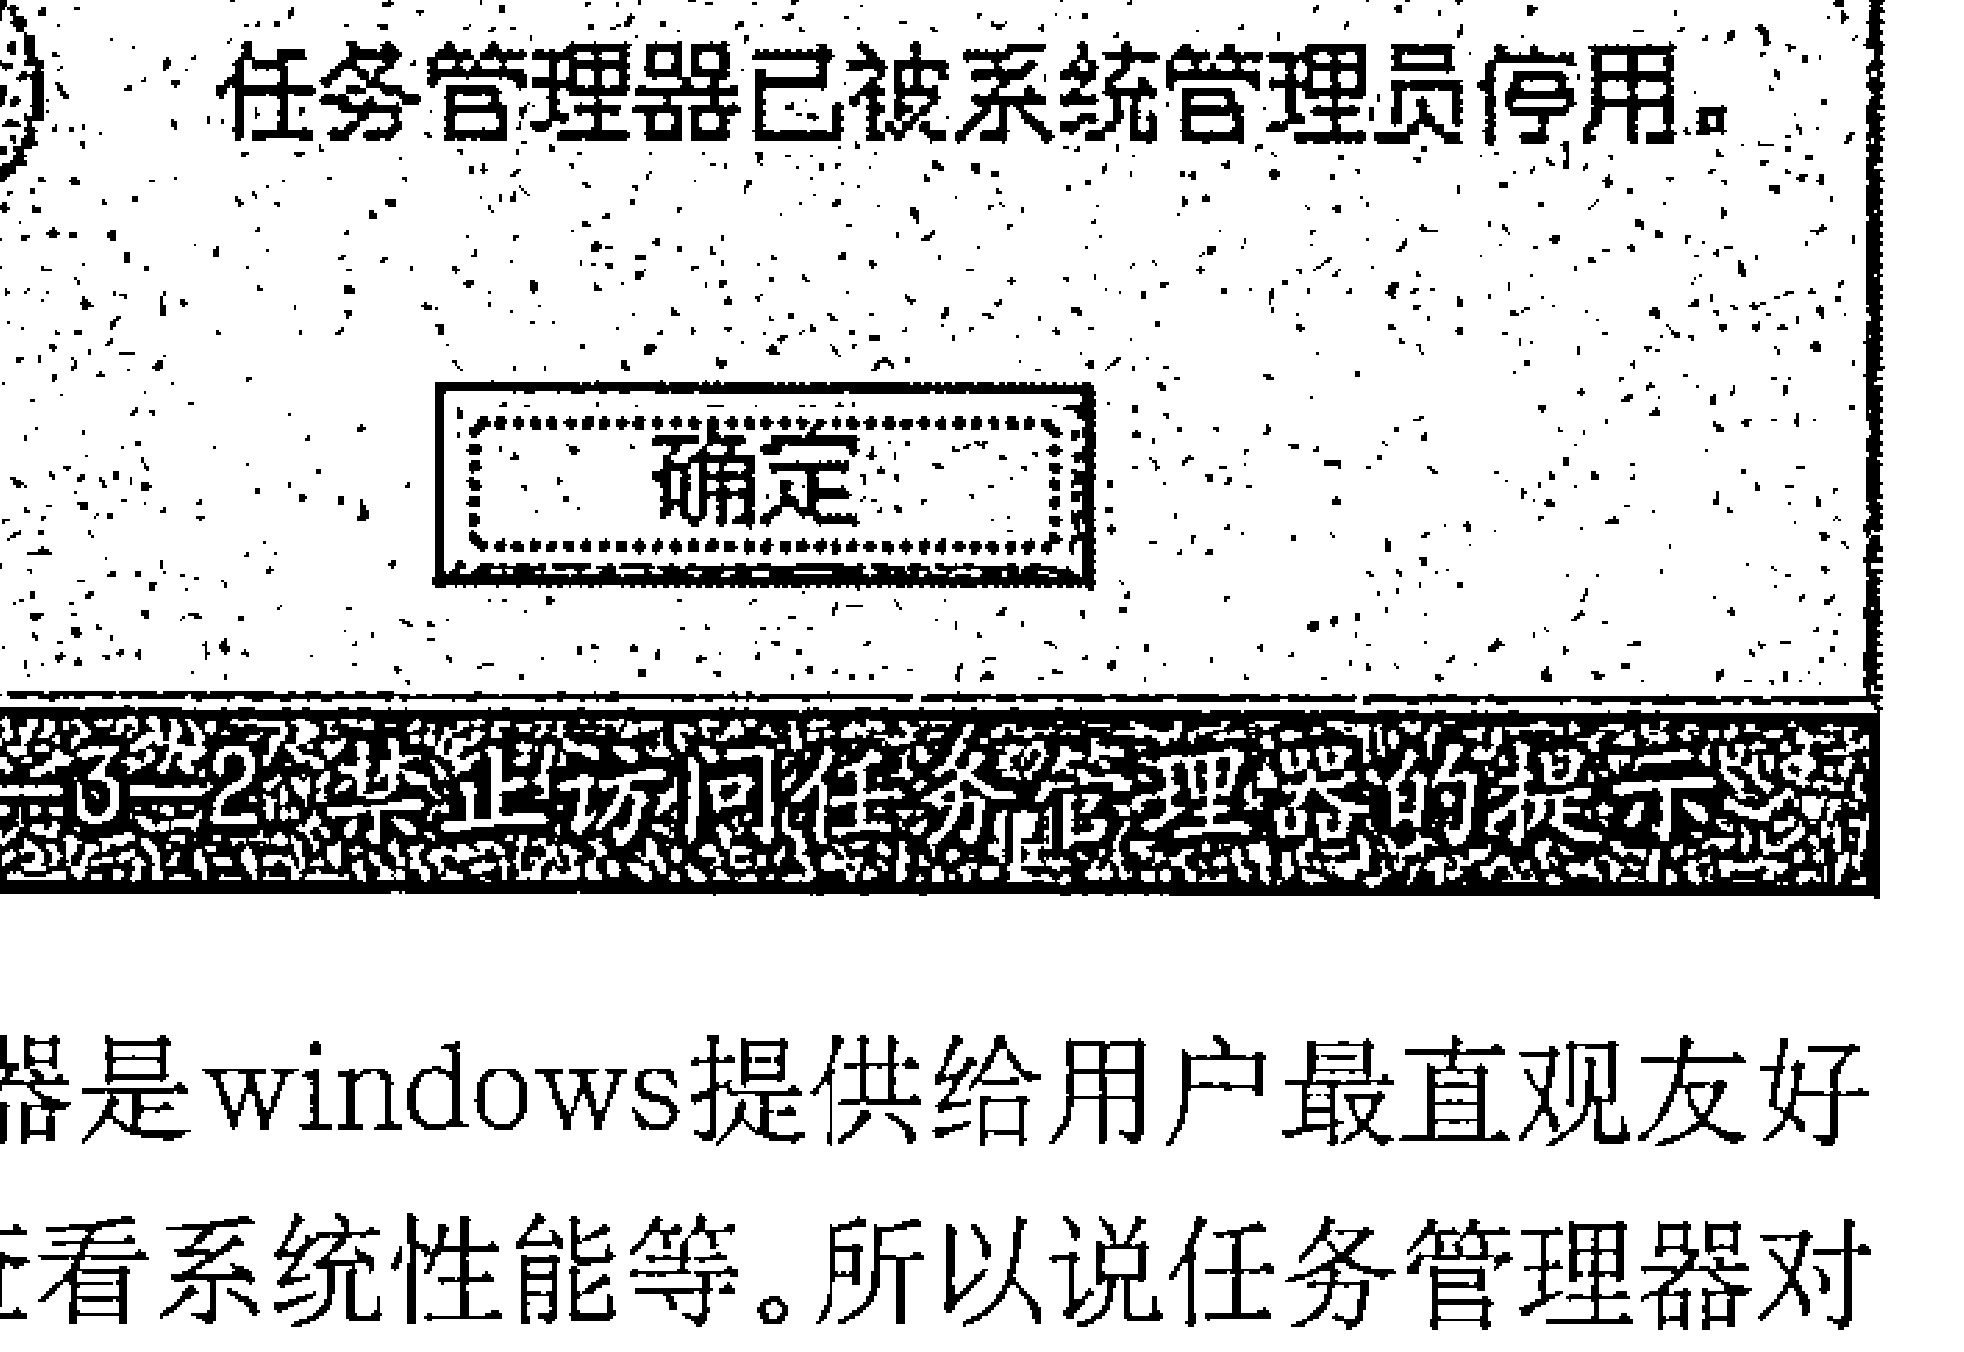 任务管理器已被系统管理员停用。
确定
3-2 禁止访问任务管理器的提示
器是windows提供给用户最直观友好
查看系统性能等。所以说任务管理器对